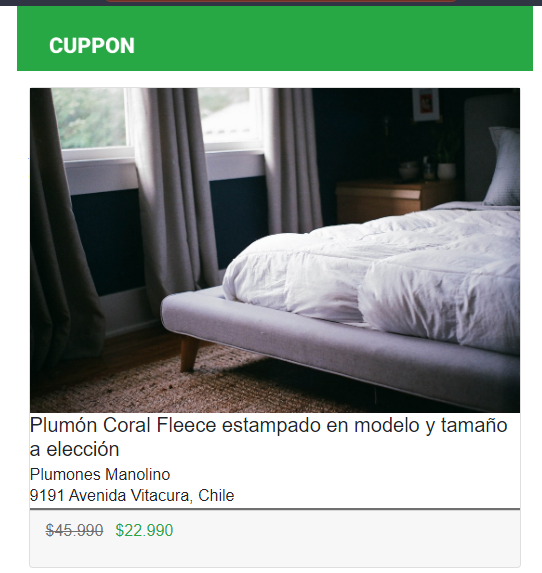 CUPPON
Plumón Coral Fleece estampado en modelo y tamaño
a elección
Plumones Manolino
9191 Avenida Vitacura, Chile
$45.990 $22.990